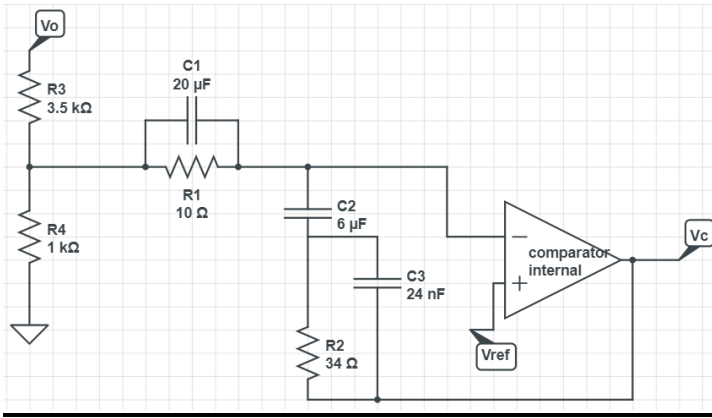 Vo
C1
20 µF
R3
3.5 kΩ
R1
10 Ω
C2
6 µF
R4
1 kΩ
Vc
comparator
internal
C3
24 nF
R2
34 Ω
Vref